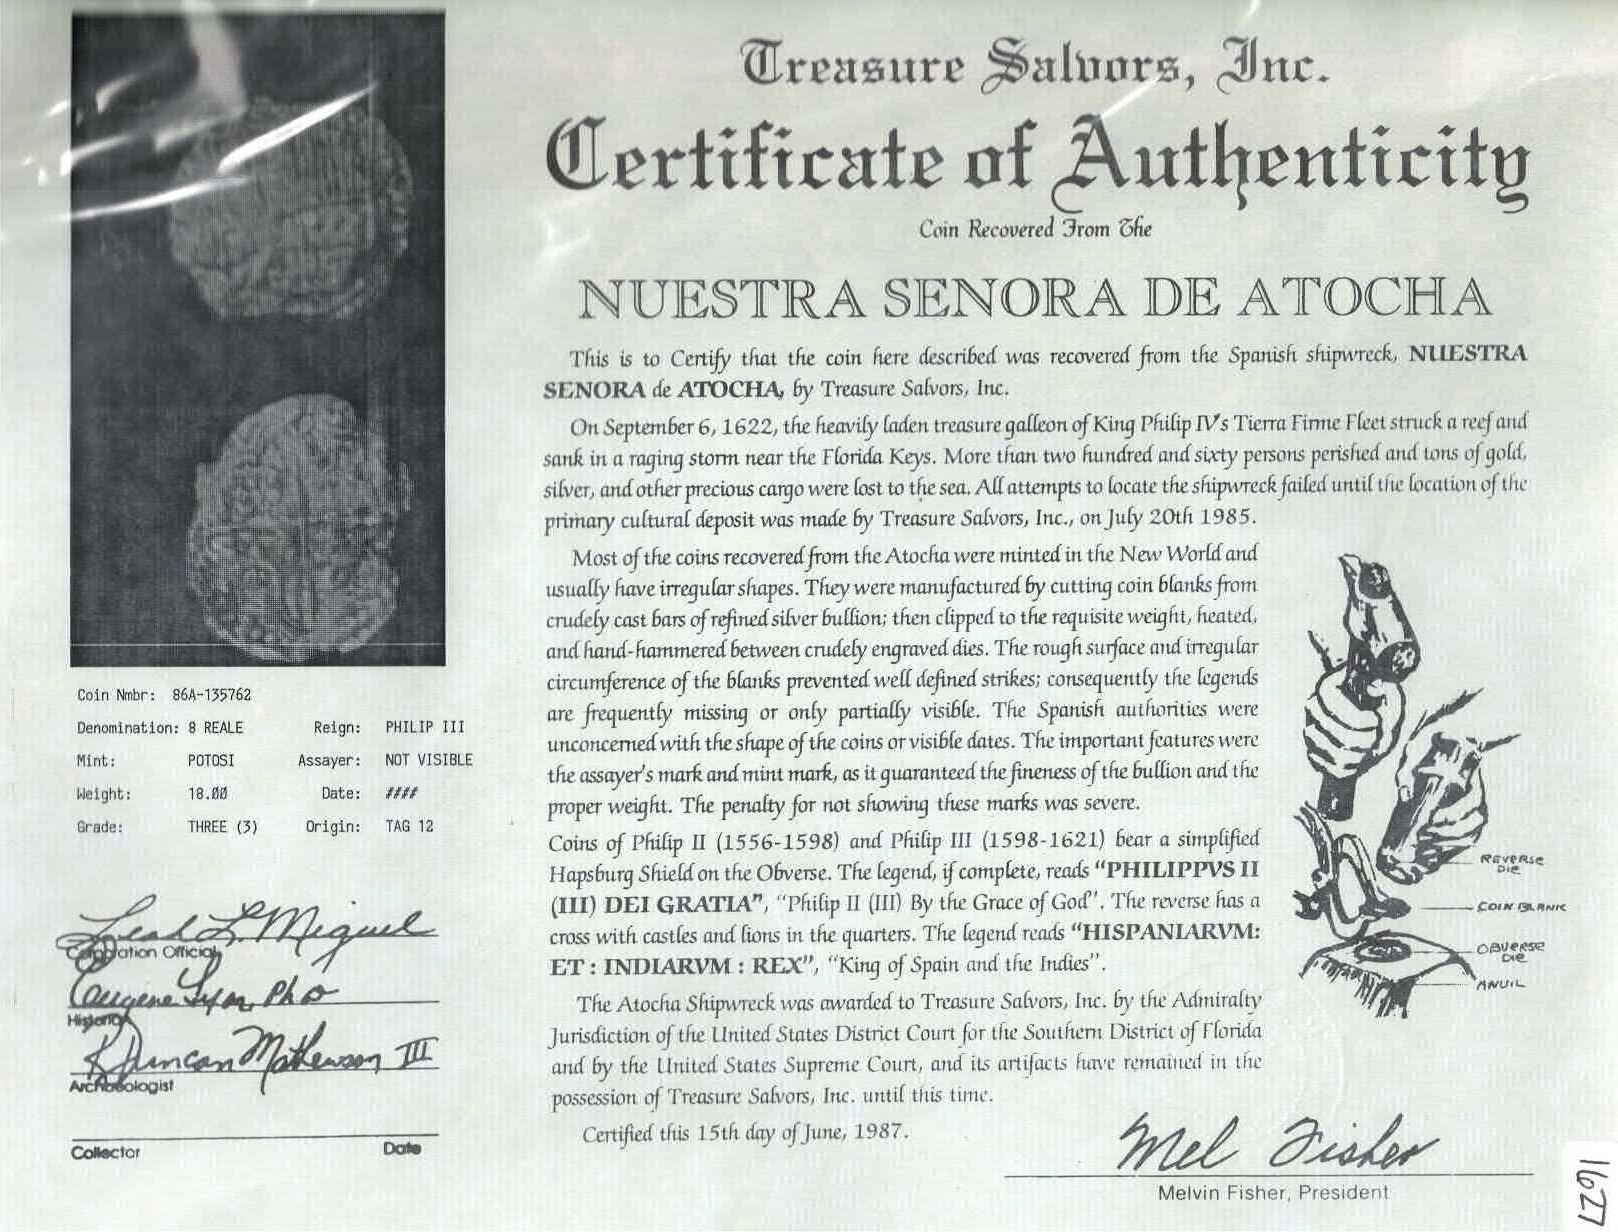 Treasure Salvors, Inc.
Certificate of Authenticity
Coin Recovered From The
NUESTRA SENORA DE ATOCHA
This is to Certify that the coin here described was recovered from the Spanish shipwreck, NUESTRA
SENORA de ATOCHA, by Treasure Salvors, Inc.
On September 6, 1622, the heavily laden treasure galleon of King Philip IV's Tierra Firme Fleet struck a reef and
sank in a raging storm near the Florida Keys. More than two hundred and sixty persons perished and tons of gold,
silver, and other precious cargo were lost to the sea. All attempts to locate the shipwreck failed until the location of the
primary cultural deposit was made by Treasure Salvors, Inc., on July 20th 1985.
Most of the coins recovered from the Atocha were minted in the New World and
usually have irregular shapes. They were manufactured by cutting coin blanks from
crudely cast bars of refined silver bullion; then clipped to the requisite weight, heated,
and hand-hammered between crudely engraved dies. The rough surface and irregular
circumference of the blanks prevented well defined strikes; consequently the legends
are frequently missing or only partially visible. The Spanish authorities were
unconcerned with the shape of the coins or visible dates. The important features were
the assayer's mark and mint mark, as it guaranteed the fineness of the bullion and the
proper weight. The penalty for not showing these marks was severe.
Coins of Philip II (1556-1598) and Philip III (1598-1621) bear a simplified
Hapsburg Shield on the Obverse. The legend, if complete, reads "PHILIPPVS II
(III) DEI GRATIA", "Philip II (III) By the Grace of God". The reverse has a
cross with castles and lions in the quarters. The legend reads "HISPANIARVM:
ET : INDIARVM : REX", "King of Spain and the Indies".
The Atocha Shipwreck was awarded to Treasure Salvors, Inc. by the Admiralty
Jurisdiction of the United States District Court for the Southern District of Florida
and by the United States Supreme Court, and its artifacts have remained in the
possession of Treasure Salvors, Inc. until this time.
Certified this 15th day of June, 1987.
Mel Fisher
Melvin Fisher, President
REVERSE
DIE
COIN BLANK
OBVERSE
DIE
ANVIL
Coin Nmbr: 86A-135762
Denomination: 8 REALE Reign: PHILIP III
Mint: POTOSI Assayer: NOT VISIBLE
Weight: 18.00 Date: ####
Grade: THREE (3) Origin: TAG 12
Leah L. Miguel
Corporation Official
Eugene Lyon, PhD
Historian
R Duncan Mathewson III
Archaeologist
Collector Date
1627